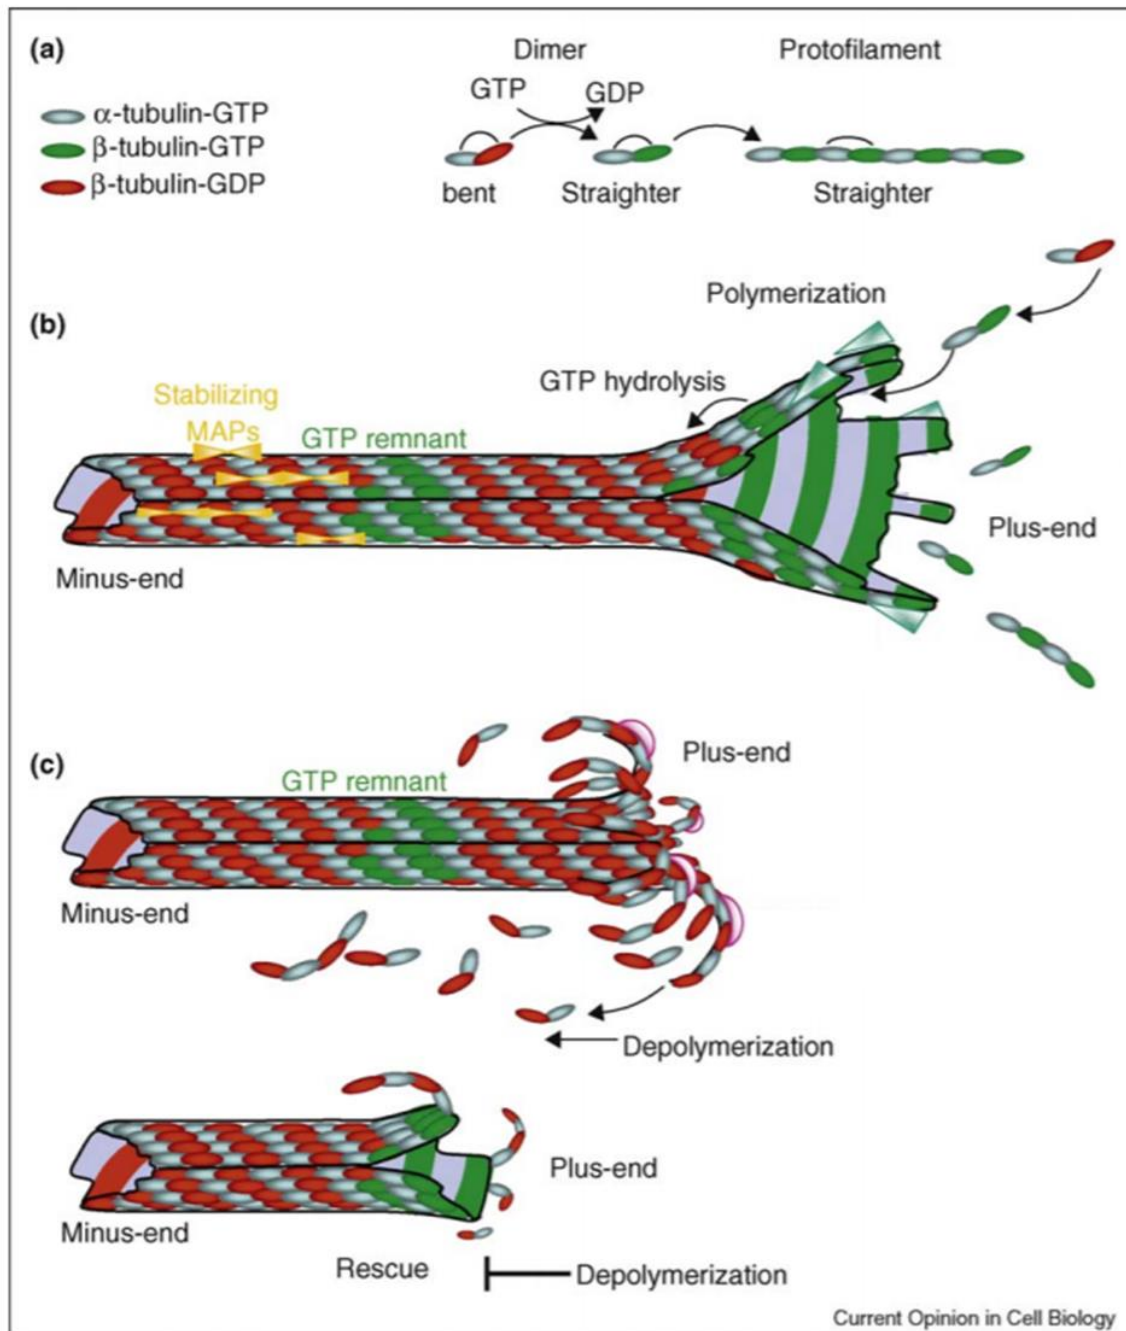 (a)
Dimer
Protofilament
GTP
GDP
α-tubulin-GTP
β-tubulin-GTP
β-tubulin-GDP
bent
Straighter
Straighter
(b)
Polymerization
GTP hydrolysis
Stabilizing
MAPs
GTP remnant
Plus-end
Minus-end
(c)
Plus-end
GTP remnant
Minus-end
Depolymerization
Plus-end
Minus-end
Rescue
Depolymerization
Current Opinion in Cell Biology